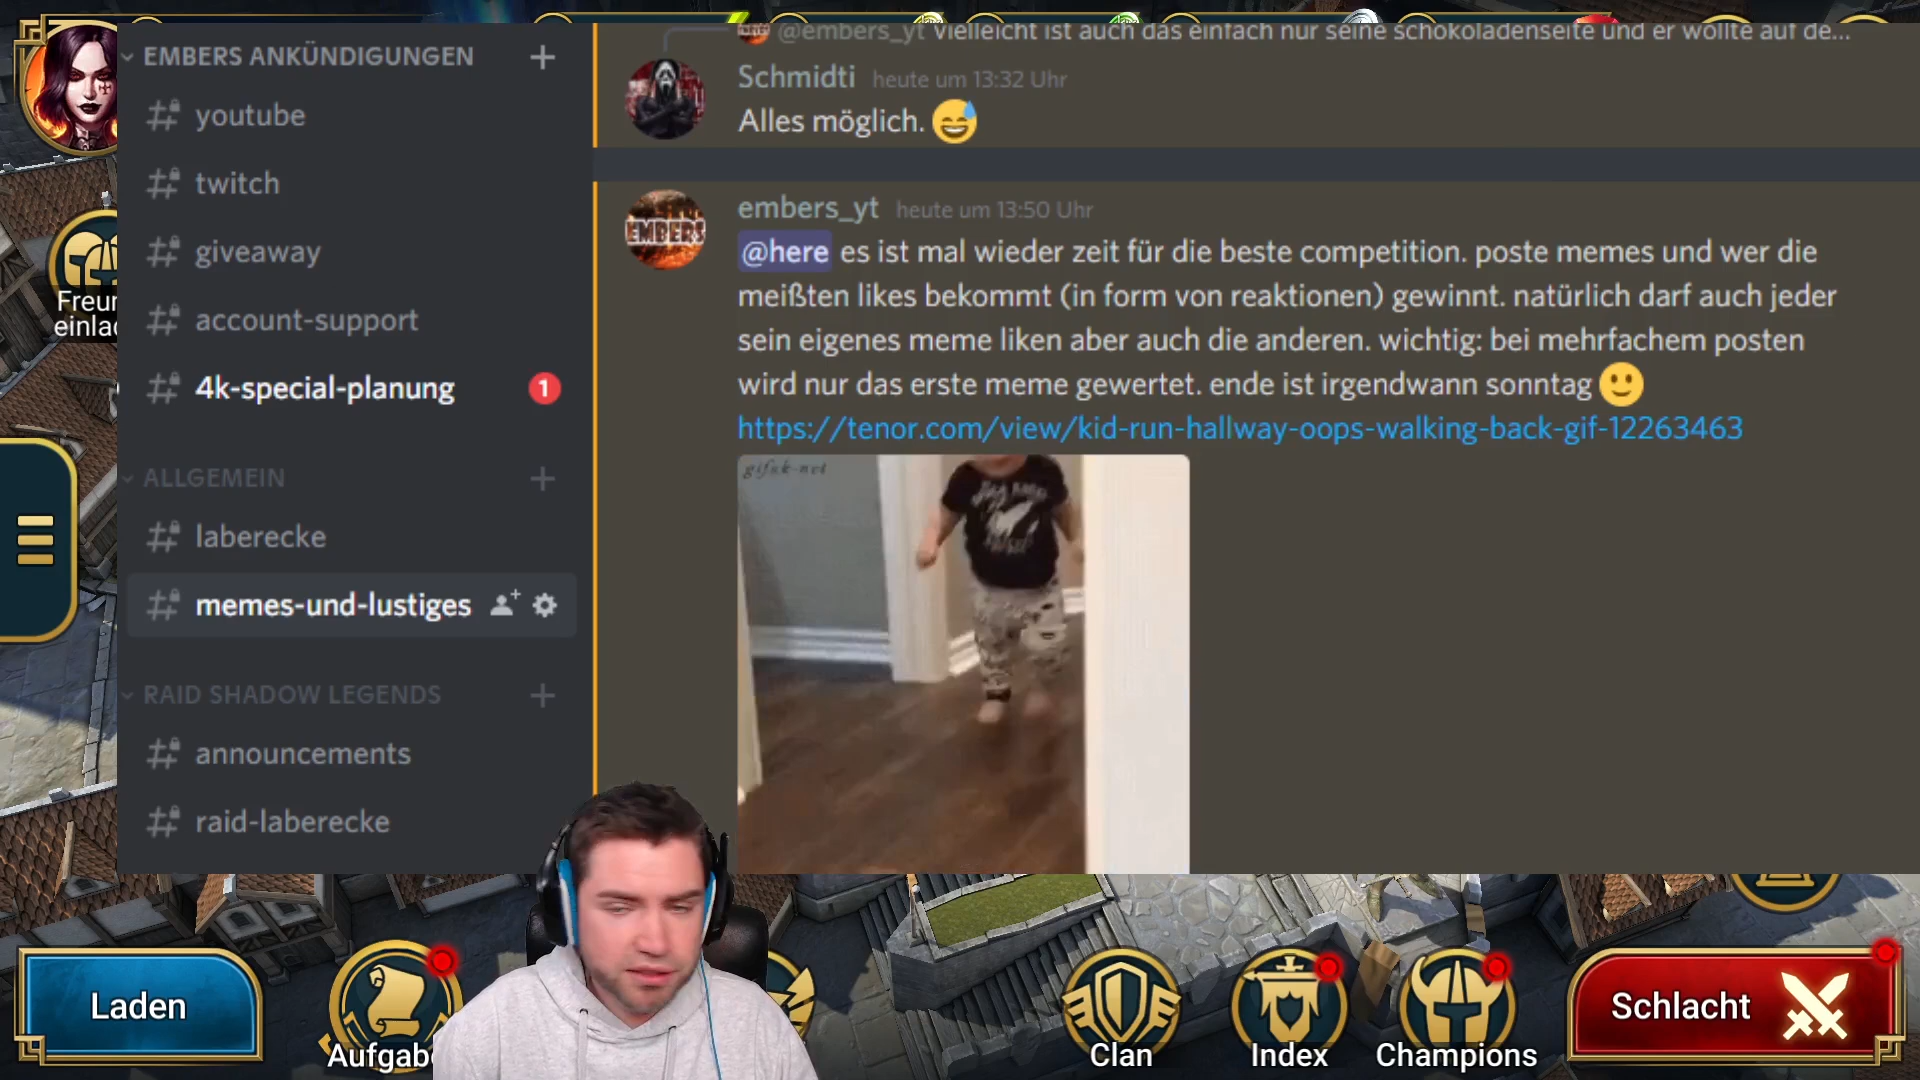 EMBERS ANKÜNDIGUNGEN
youtube
twitch
giveaway
account-support
4k-special-planung
1
ALLGEMEIN
laberecke
memes-und-lustiges
RAID SHADOW LEGENDS
announcements
raid-laberecke
@embers_yt vielleicht ist auch das einfach nur seine schokoladenseite und er wollte auf de...
Schmidti heute um 13:32 Uhr
Alles möglich. 😅
EMBERS
embers_yt heute um 13:50 Uhr
@here es ist mal wieder zeit für die beste competition. poste memes und wer die
meißten likes bekommt (in form von reaktionen) gewinnt. natürlich darf auch jeder
sein eigenes meme liken aber auch die anderen. wichtig: bei mehrfachem posten
wird nur das erste meme gewertet. ende ist irgendwann sonntag 🙂
https://tenor.com/view/kid-run-hallway-oops-walking-back-gif-12263463
Freun
einlad
Laden
Aufgabe
Clan
Index
Champions
Schlacht